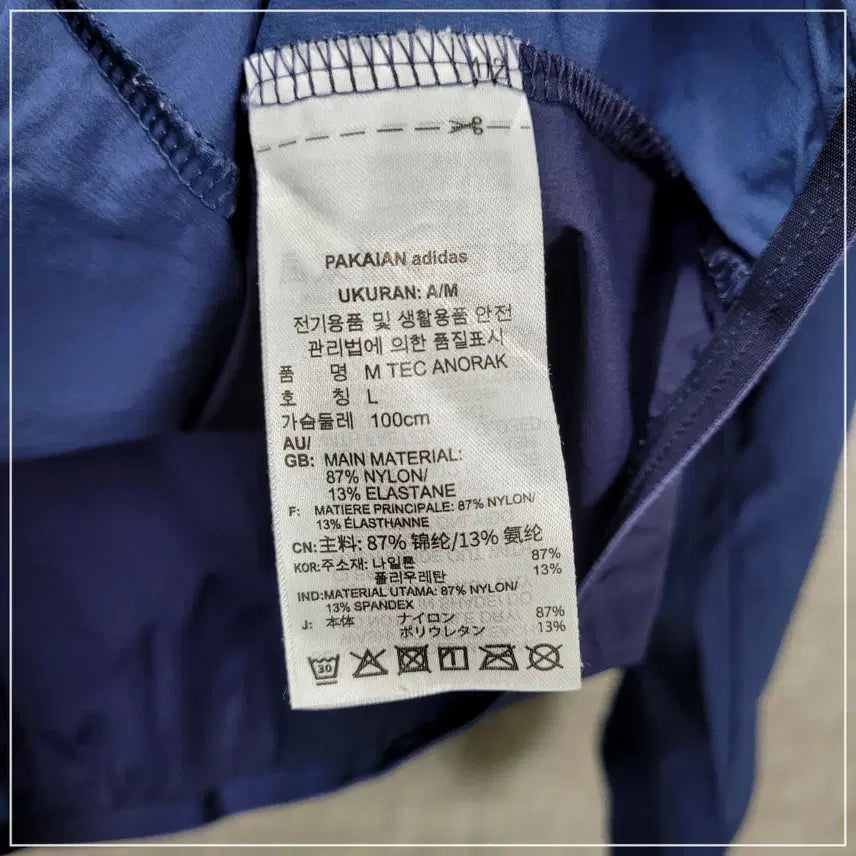 12
PAKAIAN adidas
UKURAN: A/M
전기용품 및 생활용품 안전
관리법에 의한 품질표시
품 명 M TEC ANORAK
호 칭 L
가슴둘레 100cm
AU/
GB: MAIN MATERIAL:
87% NYLON/
13% ELASTANE
F: MATIERE PRINCIPALE: 87% NYLON/
13% ÉLASTHANNE
CN: 主料: 87% 锦纶/13% 氨纶
KOR: 주소재: 나일론 87%
폴리우레탄 13%
IND: MATERIAL UTAMA: 87% NYLON/
13% SPANDEX
J: 本体 ナイロン 87%
ポリウレタン 13%
30